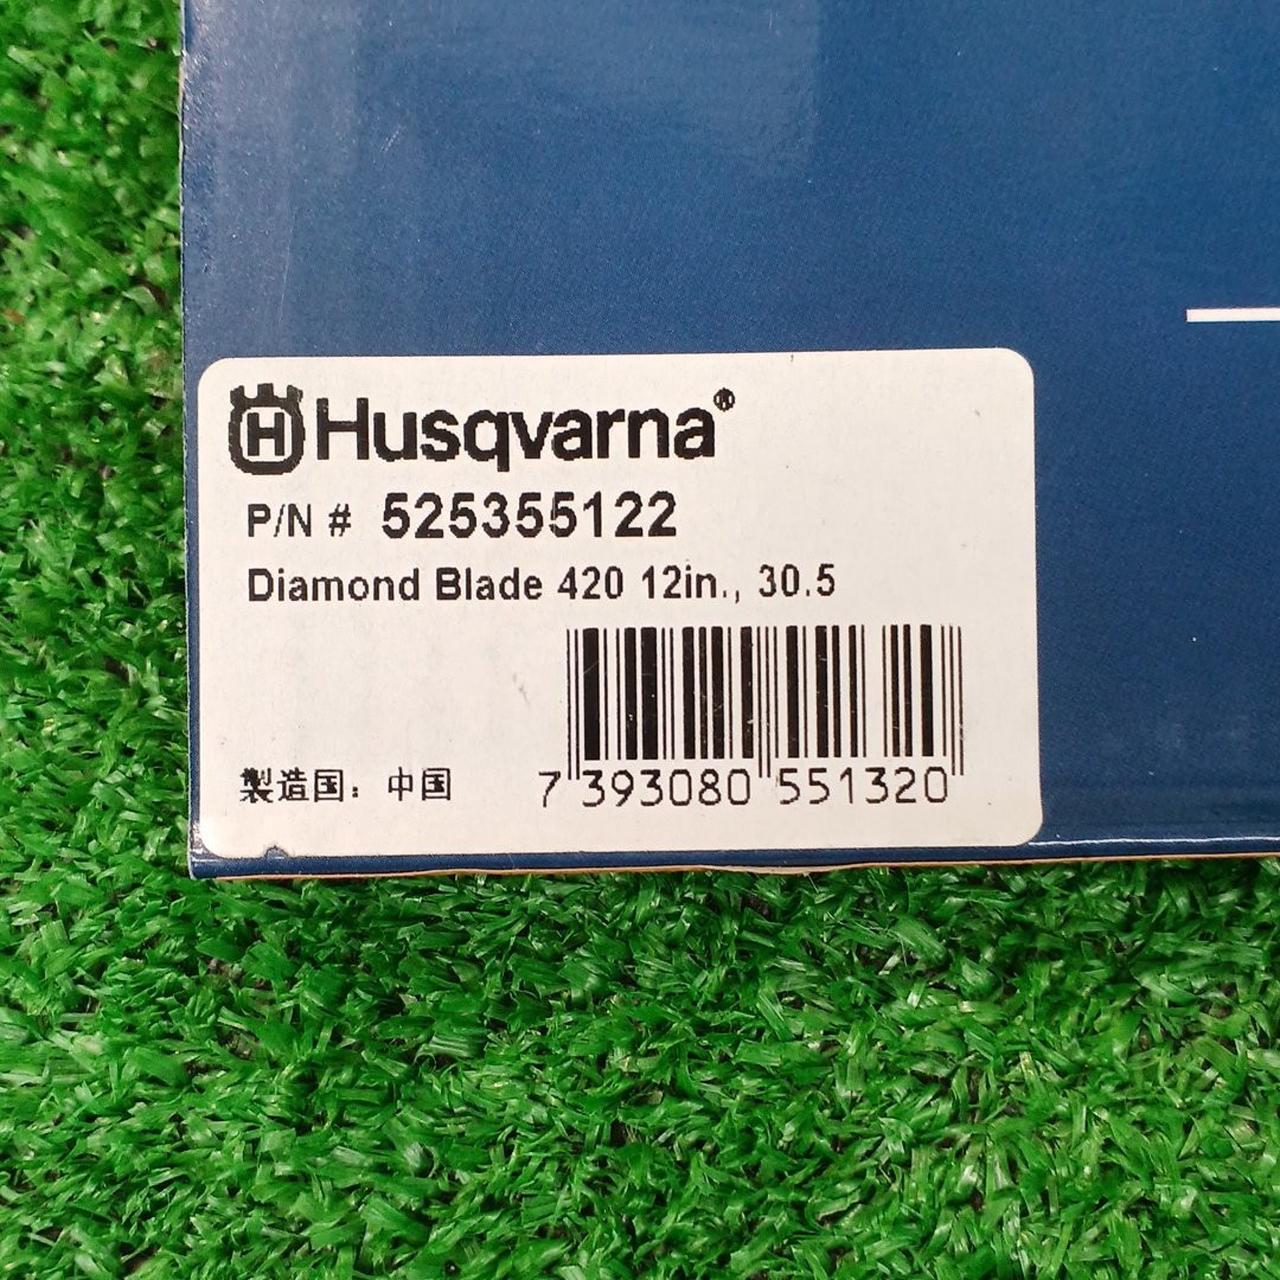 Husqvarna®
P/N # 525355122
Diamond Blade 420 12in., 30.5
製造国：中国
7 393080 551320